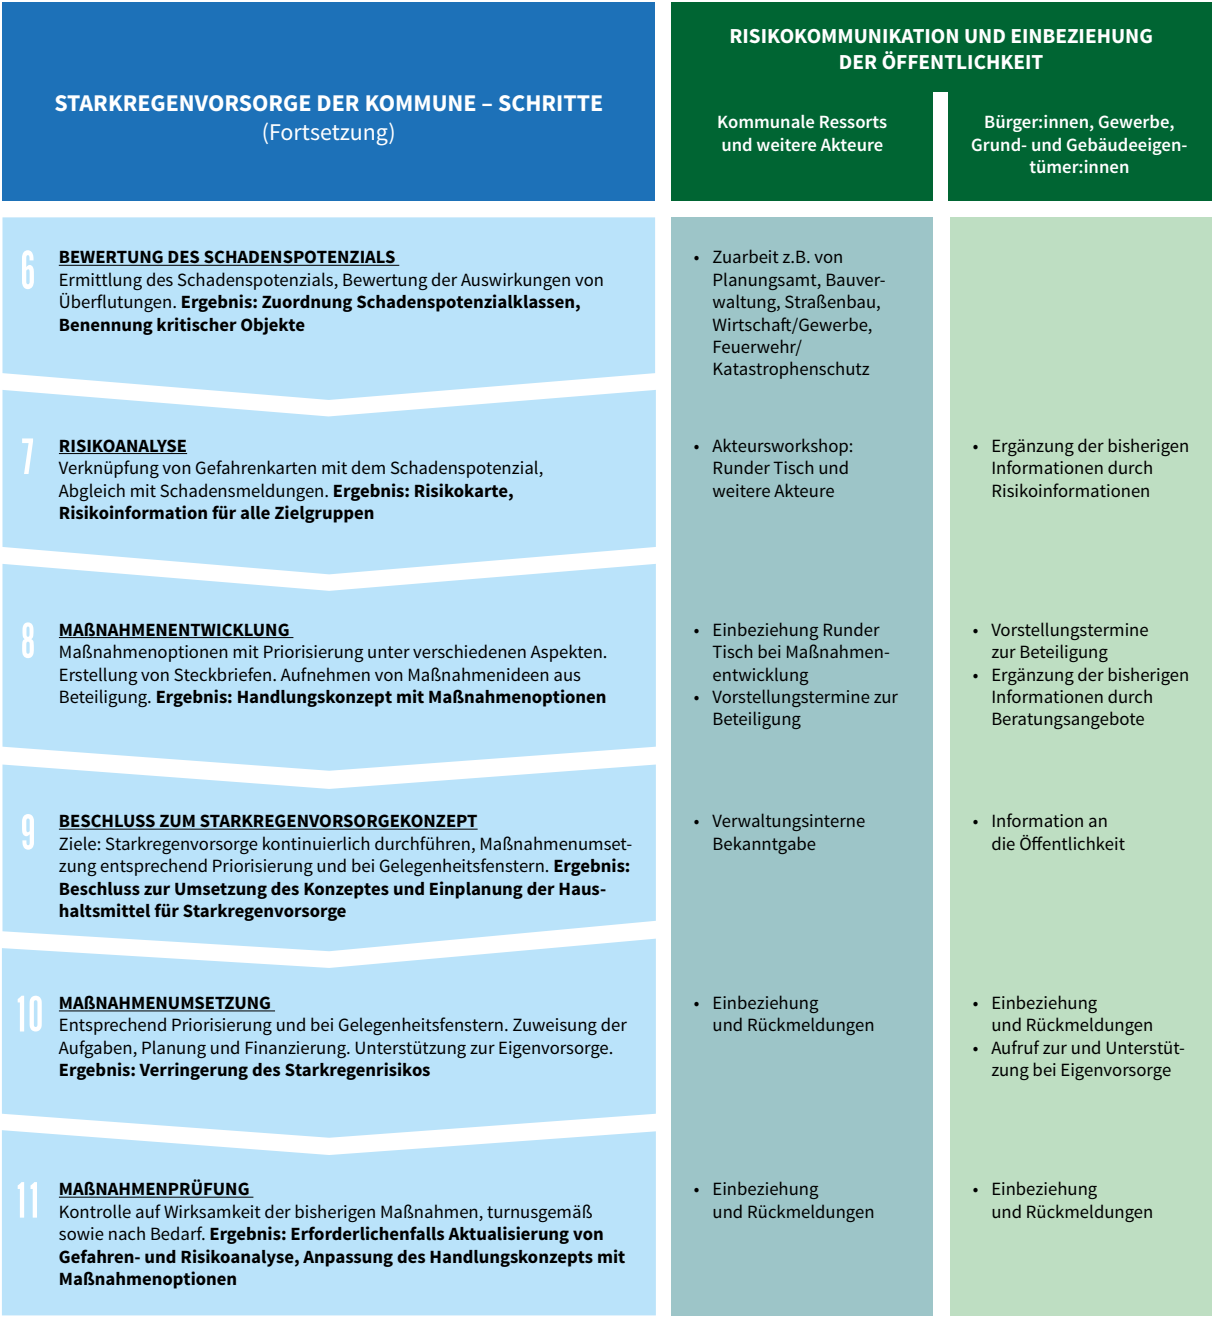 STARKREGENVORSORGE DER KOMMUNE – SCHRITTE
(Fortsetzung)
RISIKOKOMMUNIKATION UND EINBEZIEHUNG
DER ÖFFENTLICHKEIT
Kommunale Ressorts
und weitere Akteure
Bürger:innen, Gewerbe,
Grund- und Gebäudeeigen-
tümer:innen
6
BEWERTUNG DES SCHADENSPOTENZIALS
Ermittlung des Schadenspotenzials, Bewertung der Auswirkungen von
Überflutungen. Ergebnis: Zuordnung Schadenspotenzialklassen,
Benennung kritischer Objekte
• Zuarbeit z.B. von
Planungsamt, Bauver-
waltung, Straßenbau,
Wirtschaft/Gewerbe,
Feuerwehr/
Katastrophenschutz
7
RISIKOANALYSE
Verknüpfung von Gefahrenkarten mit dem Schadenspotenzial,
Abgleich mit Schadensmeldungen. Ergebnis: Risikokarte,
Risikoinformation für alle Zielgruppen
• Akteursworkshop:
Runder Tisch und
weitere Akteure
• Ergänzung der bisherigen
Informationen durch
Risikoinformationen
8
MAßNAHMENENTWICKLUNG
Maßnahmenoptionen mit Priorisierung unter verschiedenen Aspekten.
Erstellung von Steckbriefen. Aufnehmen von Maßnahmenideen aus
Beteiligung. Ergebnis: Handlungskonzept mit Maßnahmenoptionen
• Einbeziehung Runder
Tisch bei Maßnahmen-
entwicklung
• Vorstellungstermine zur
Beteiligung
• Vorstellungstermine
zur Beteiligung
• Ergänzung der bisherigen
Informationen durch
Beratungsangebote
9
BESCHLUSS ZUM STARKREGENVORSORGEKONZEPT
Ziele: Starkregenvorsorge kontinuierlich durchführen, Maßnahmenumset-
zung entsprechend Priorisierung und bei Gelegenheitsfenstern. Ergebnis:
Beschluss zur Umsetzung des Konzeptes und Einplanung der Haus-
haltsmittel für Starkregenvorsorge
• Verwaltungsinterne
Bekanntgabe
• Information an
die Öffentlichkeit
10
MAßNAHMENUMSETZUNG
Entsprechend Priorisierung und bei Gelegenheitsfenstern. Zuweisung der
Aufgaben, Planung und Finanzierung. Unterstützung zur Eigenvorsorge.
Ergebnis: Verringerung des Starkregenrisikos
• Einbeziehung
und Rückmeldungen
• Einbeziehung
und Rückmeldungen
• Aufruf zur und Unterstüt-
zung bei Eigenvorsorge
11
MAßNAHMENPRÜFUNG
Kontrolle auf Wirksamkeit der bisherigen Maßnahmen, turnusgemäß
sowie nach Bedarf. Ergebnis: Erforderlichenfalls Aktualisierung von
Gefahren- und Risikoanalyse, Anpassung des Handlungskonzepts mit
Maßnahmenoptionen
• Einbeziehung
und Rückmeldungen
• Einbeziehung
und Rückmeldungen